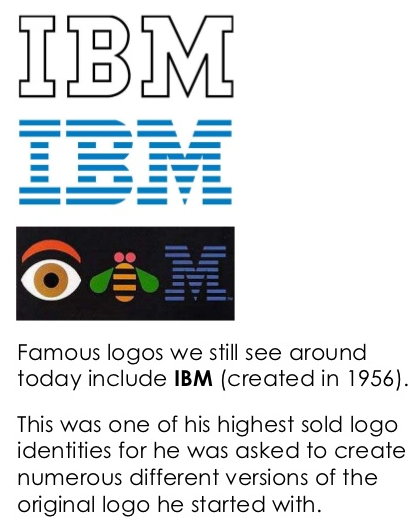 IBM
IBM
M
Famous logos we still see around
today include IBM (created in 1956).
This was one of his highest sold logo
identities for he was asked to create
numerous different versions of the
original logo he started with.